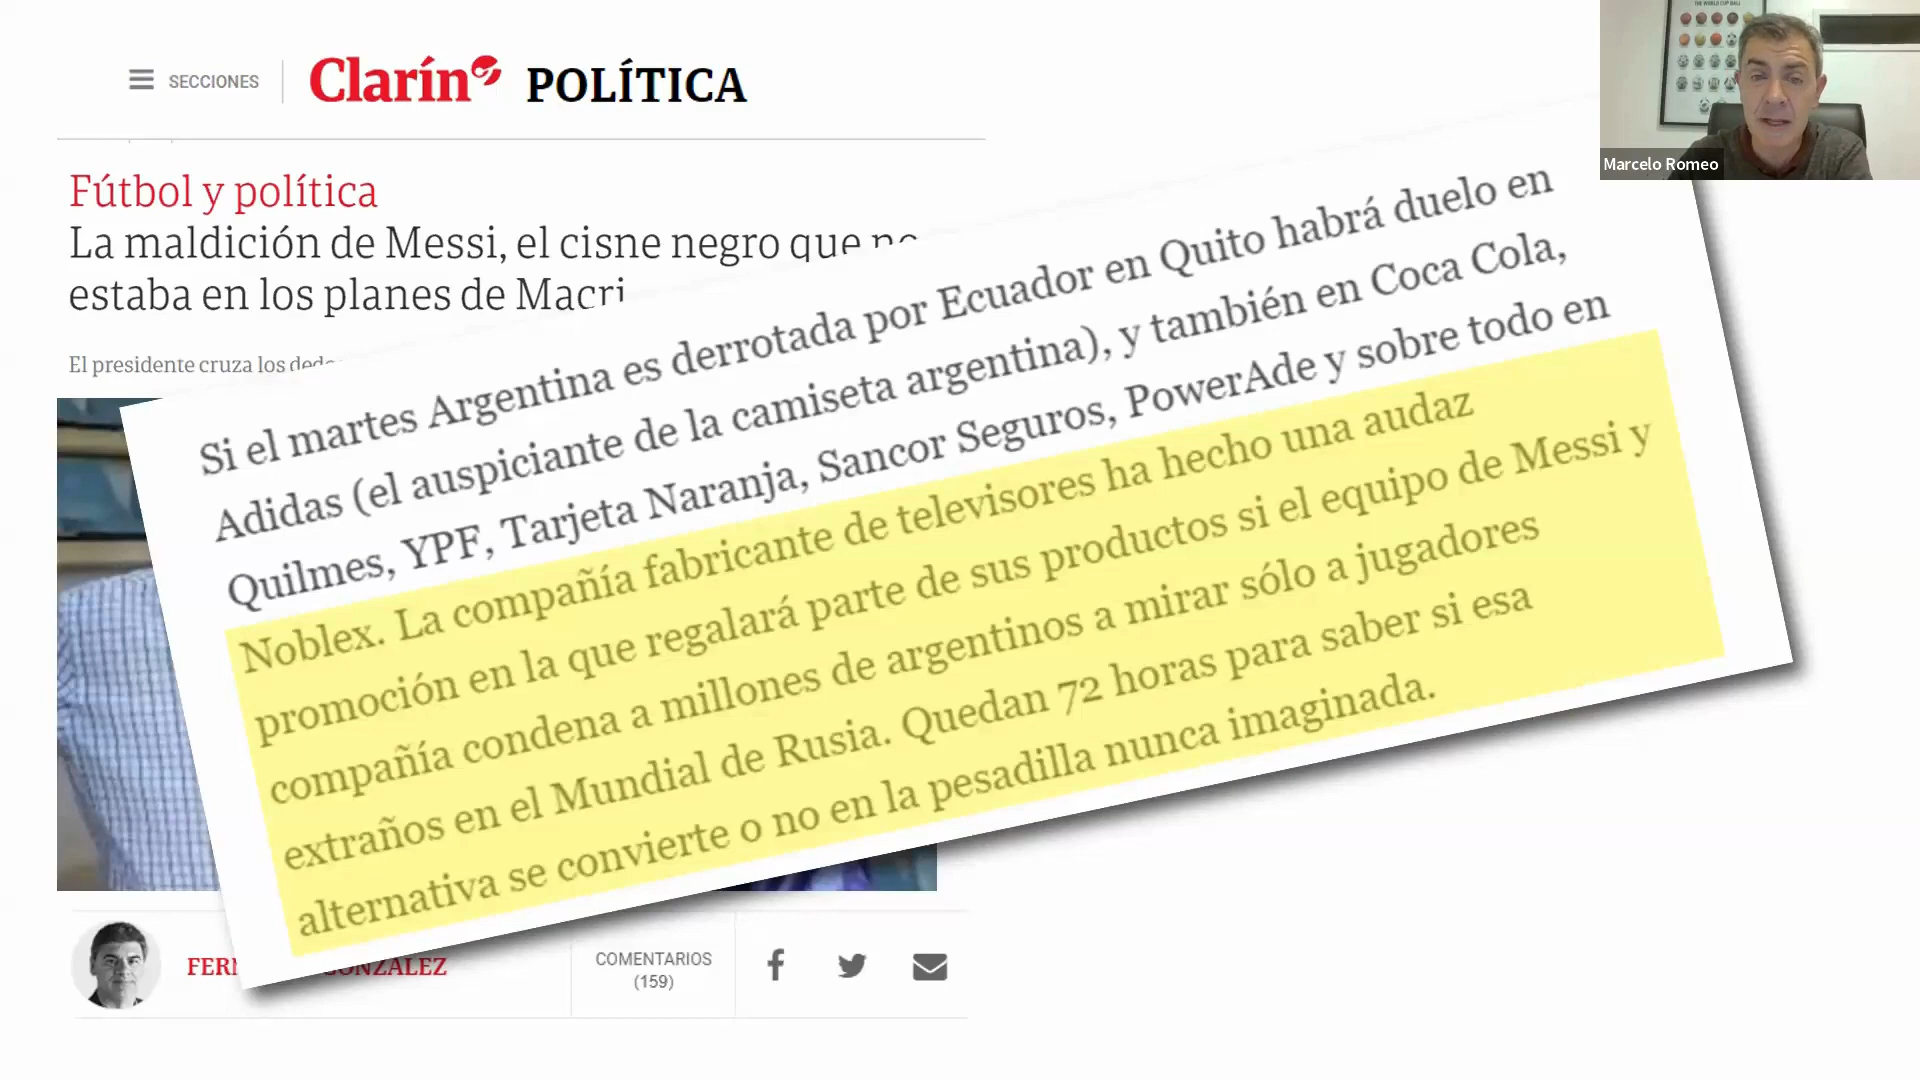 SECCIONES
Clarín
POLÍTICA
Fútbol y política
La maldición de Messi, el cisne negro que no
estaba en los planes de Macri
El presidente cruza los
Si el martes Argentina es derrotada por Ecuador en Quito habrá duelo en
Adidas (el auspiciante de la camiseta argentina), y también en Coca Cola,
Quilmes, YPF, Tarjeta Naranja, Sancor Seguros, PowerAde y sobre todo en
Noblex. La compañía fabricante de televisores ha hecho una audaz
promoción en la que regalará parte de sus productos si el equipo de Messi y
compañía condena a millones de argentinos a mirar sólo a jugadores
extraños en el Mundial de Rusia. Quedan 72 horas para saber si esa
alternativa se convierte o no en la pesadilla nunca imaginada.
COMENTARIOS
(159)
THE WORLD CUP BALL
Marcelo Romeo